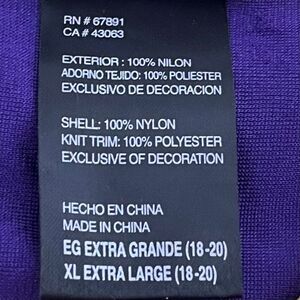 RN # 67891
CA # 43063
EXTERIOR : 100% NILON
ADORNO TEJIDO: 100% POLIESTER
EXCLUSIVO DE DECORACION
SHELL: 100% NYLON
KNIT TRIM: 100% POLYESTER
EXCLUSIVE OF DECORATION
HECHO EN CHINA
MADE IN CHINA
EG EXTRA GRANDE (18-20)
XL EXTRA LARGE (18-20)